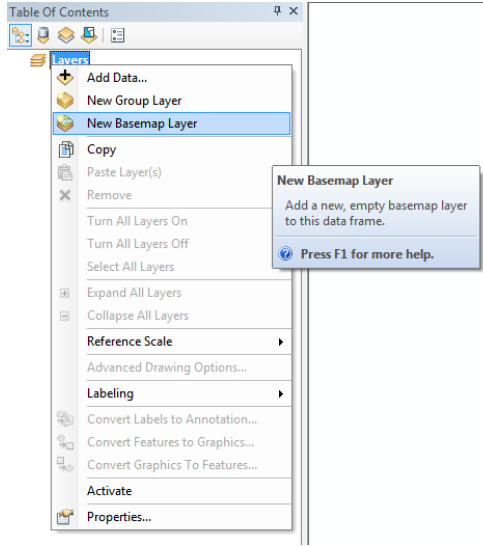 Table Of Contents
Layers
Add Data...
New Group Layer
New Basemap Layer
Copy
Paste Layer(s)
Remove
Turn All Layers On
Turn All Layers Off
Select All Layers
Expand All Layers
Collapse All Layers
Reference Scale
Advanced Drawing Options...
Labeling
Convert Labels to Annotation...
Convert Features to Graphics...
Convert Graphics To Features...
Activate
Properties...
New Basemap Layer
Add a new, empty basemap layer
to this data frame.
Press F1 for more help.